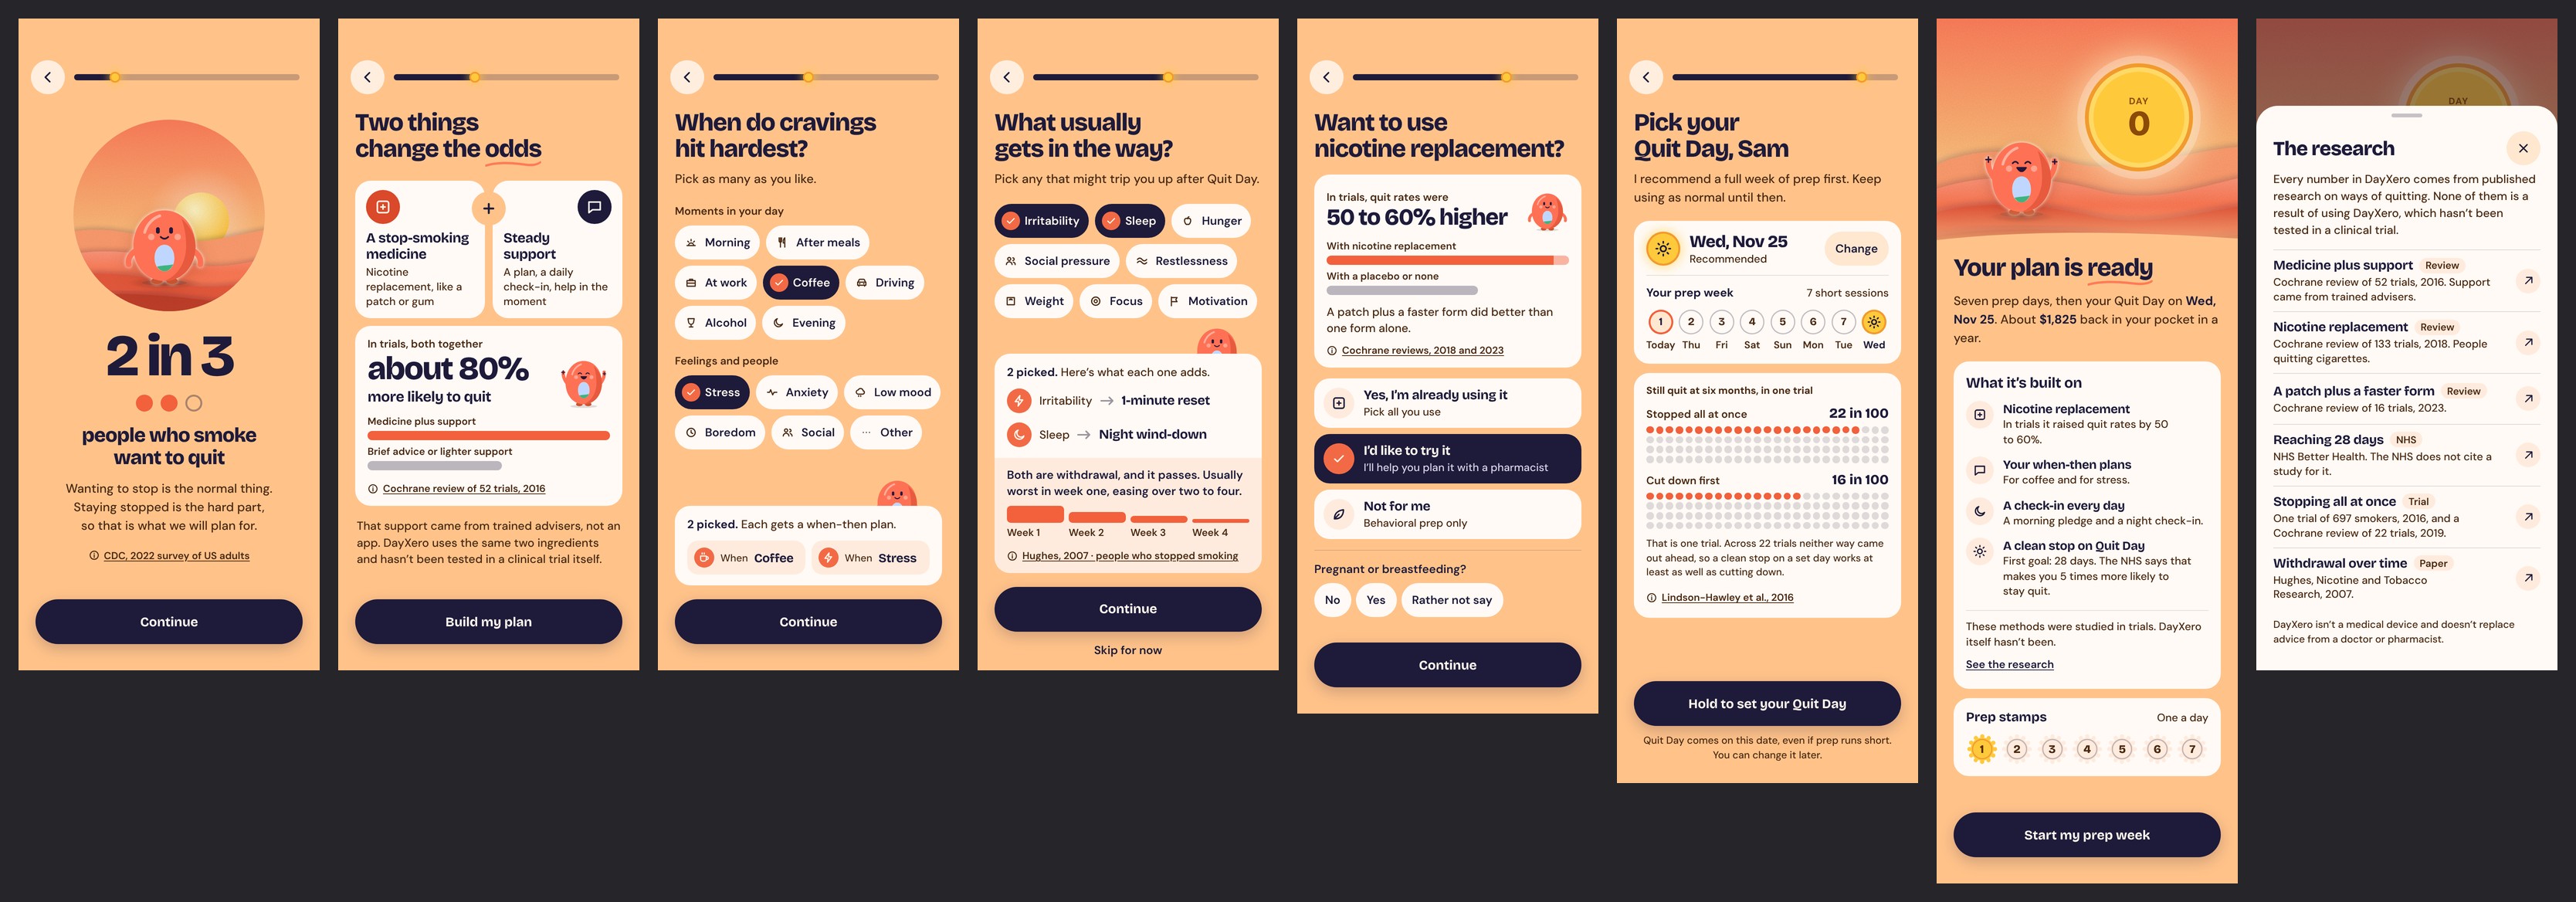 2 in 3
people who smoke
want to quit
Wanting to stop is the normal thing.
Staying stopped is the hard part,
so that is what we will plan for.
CDC, 2022 survey of US adults
Continue
Two things
change the odds
A stop-smoking
medicine
Nicotine
replacement, like a
patch or gum
+
Steady
support
A plan, a daily
check-in, help in the
moment
In trials, both together
about 80%
more likely to quit
Medicine plus support
Brief advice or lighter support
Cochrane review of 52 trials, 2016
That support came from trained advisers, not an
app. DayXero uses the same two ingredients
and hasn't been tested in a clinical trial itself.
Build my plan
When do cravings
hit hardest?
Pick as many as you like.
Moments in your day
Morning
After meals
At work
Coffee
Driving
Alcohol
Evening
Feelings and people
Stress
Anxiety
Low mood
Boredom
Social
Other
2 picked. Each gets a when-then plan.
When Coffee
When Stress
Continue
What usually
gets in the way?
Pick any that might trip you up after Quit Day.
Irritability
Sleep
Hunger
Social pressure
Restlessness
Weight
Focus
Motivation
2 picked. Here's what each one adds.
Irritability → 1-minute reset
Sleep → Night wind-down
Both are withdrawal, and it passes. Usually
worst in week one, easing over two to four.
Week 1
Week 2
Week 3
Week 4
Hughes, 2007 · people who stopped smoking
Continue
Skip for now
Want to use
nicotine replacement?
In trials, quit rates were
50 to 60% higher
With nicotine replacement
With a placebo or none
A patch plus a faster form did better than
one form alone.
Cochrane reviews, 2018 and 2023
Yes, I'm already using it
Pick all you use
I'd like to try it
I'll help you plan it with a pharmacist
Not for me
Behavioral prep only
Pregnant or breastfeeding?
No
Yes
Rather not say
Continue
Pick your
Quit Day, Sam
I recommend a full week of prep first. Keep
using as normal until then.
Wed, Nov 25
Recommended
Change
Your prep week
7 short sessions
1 2 3 4 5 6 7
Today Thu Fri Sat Sun Mon Tue Wed
Still quit at six months, in one trial
Stopped all at once
22 in 100
Cut down first
16 in 100
That is one trial. Across 22 trials neither way came
out ahead, so a clean stop on a set day works at
least as well as cutting down.
Lindson-Hawley et al., 2016
Hold to set your Quit Day
Quit Day comes on this date, even if prep runs short.
You can change it later.
DAY
0
Your plan is ready
Seven prep days, then your Quit Day on Wed,
Nov 25. About $1,825 back in your pocket in a
year.
What it's built on
Nicotine replacement
In trials it raised quit rates by 50
to 60%.
Your when-then plans
For coffee and for stress.
A check-in every day
A morning pledge and a night check-in.
A clean stop on Quit Day
First goal: 28 days. The NHS says that
makes you 5 times more likely to
stay quit.
These methods were studied in trials. DayXero
itself hasn't been.
See the research
Prep stamps
One a day
1 2 3 4 5 6 7
Start my prep week
DAY
The research
Every number in DayXero comes from published
research on ways of quitting. None of them is a
result of using DayXero, which hasn't been
tested in a clinical trial.
Medicine plus support Review
Cochrane review of 52 trials, 2016. Support
came from trained advisers.
Nicotine replacement Review
Cochrane review of 133 trials, 2018. People
quitting cigarettes.
A patch plus a faster form Review
Cochrane review of 16 trials, 2023.
Reaching 28 days NHS
NHS Better Health. The NHS does not cite a
study for it.
Stopping all at once Trial
One trial of 697 smokers, 2016, and a
Cochrane review of 22 trials, 2019.
Withdrawal over time Paper
Hughes, Nicotine and Tobacco
Research, 2007.
DayXero isn't a medical device and doesn't replace
advice from a doctor or pharmacist.